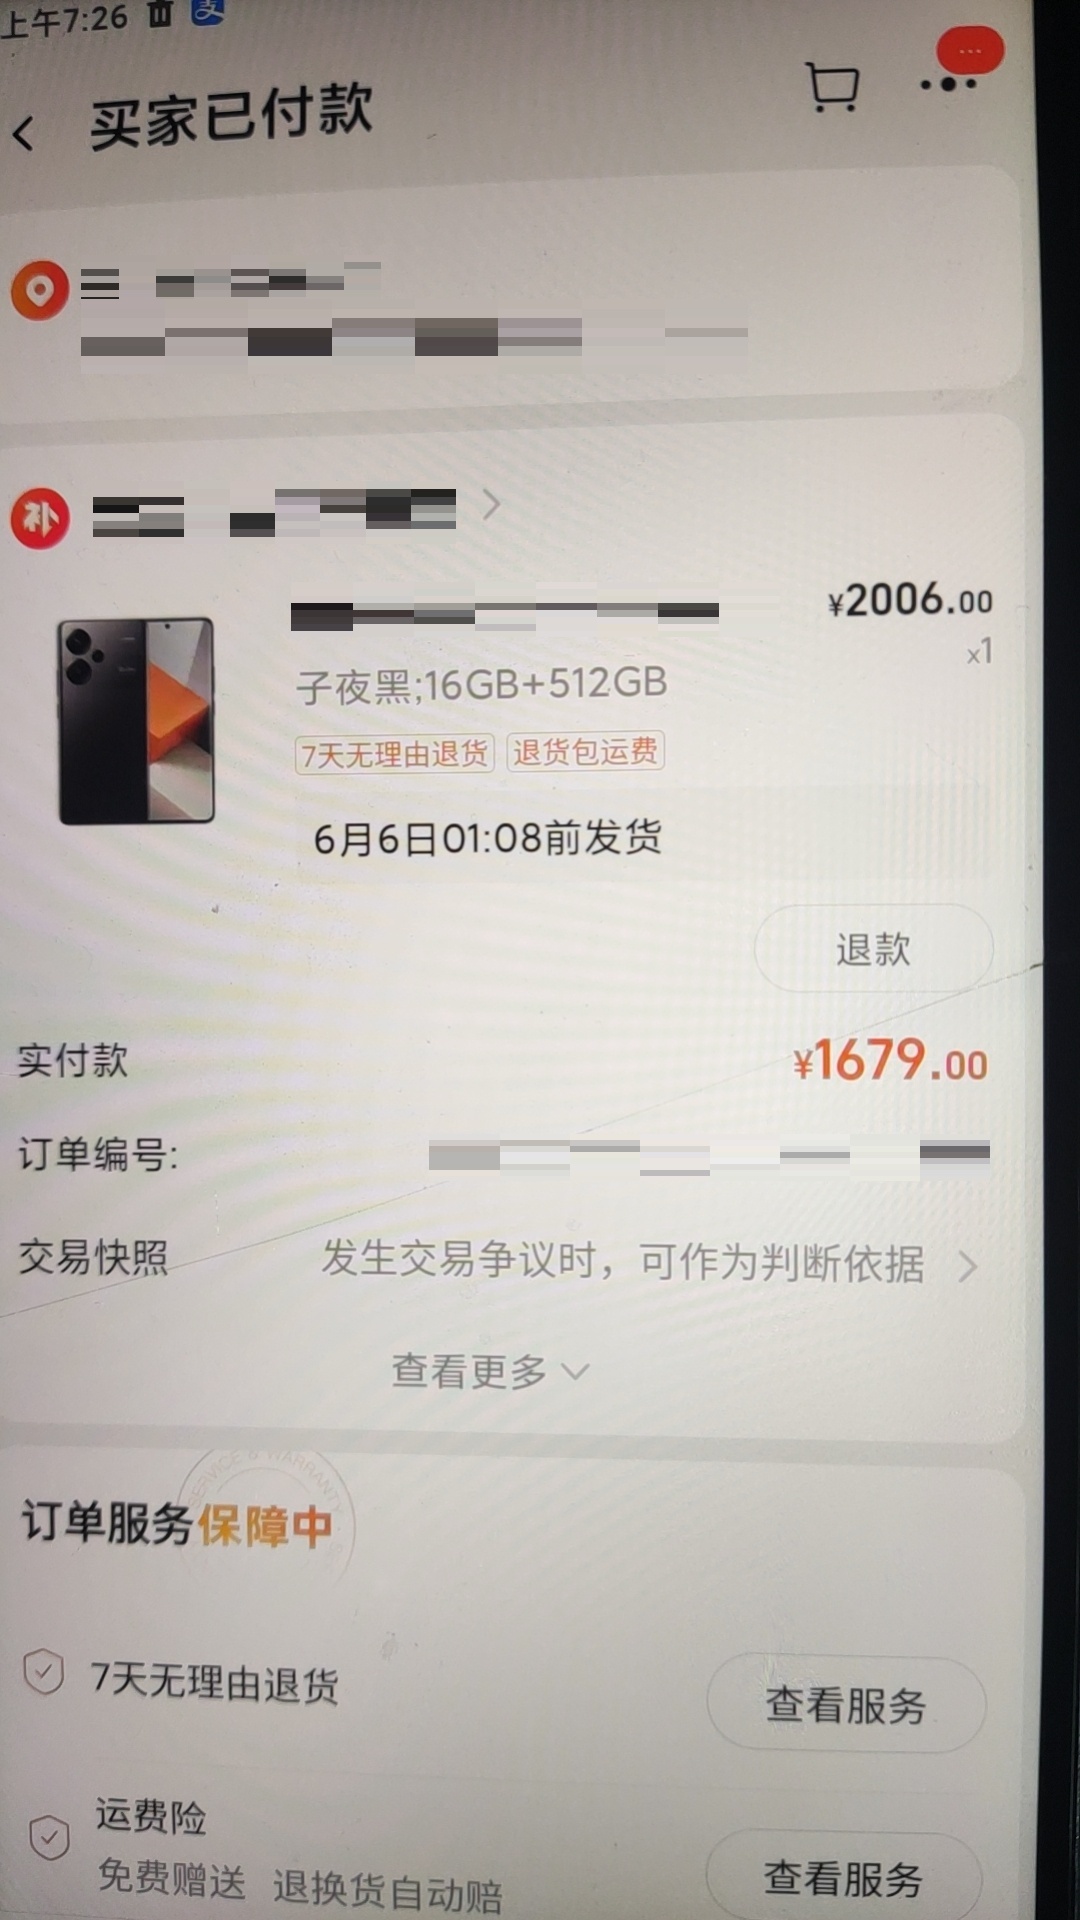 上午7:26 支
买家已付款
补
¥2006.00
x1
子夜黑;16GB+512GB
7天无理由退货 退货包运费
6月6日01:08前发货
退款
实付款 ¥1679.00
订单编号:
交易快照 发生交易争议时，可作为判断依据
查看更多
SERVICE & WARRANTY
订单服务保障中
7天无理由退货 查看服务
运费险
免费赠送 退换货自动赔 查看服务